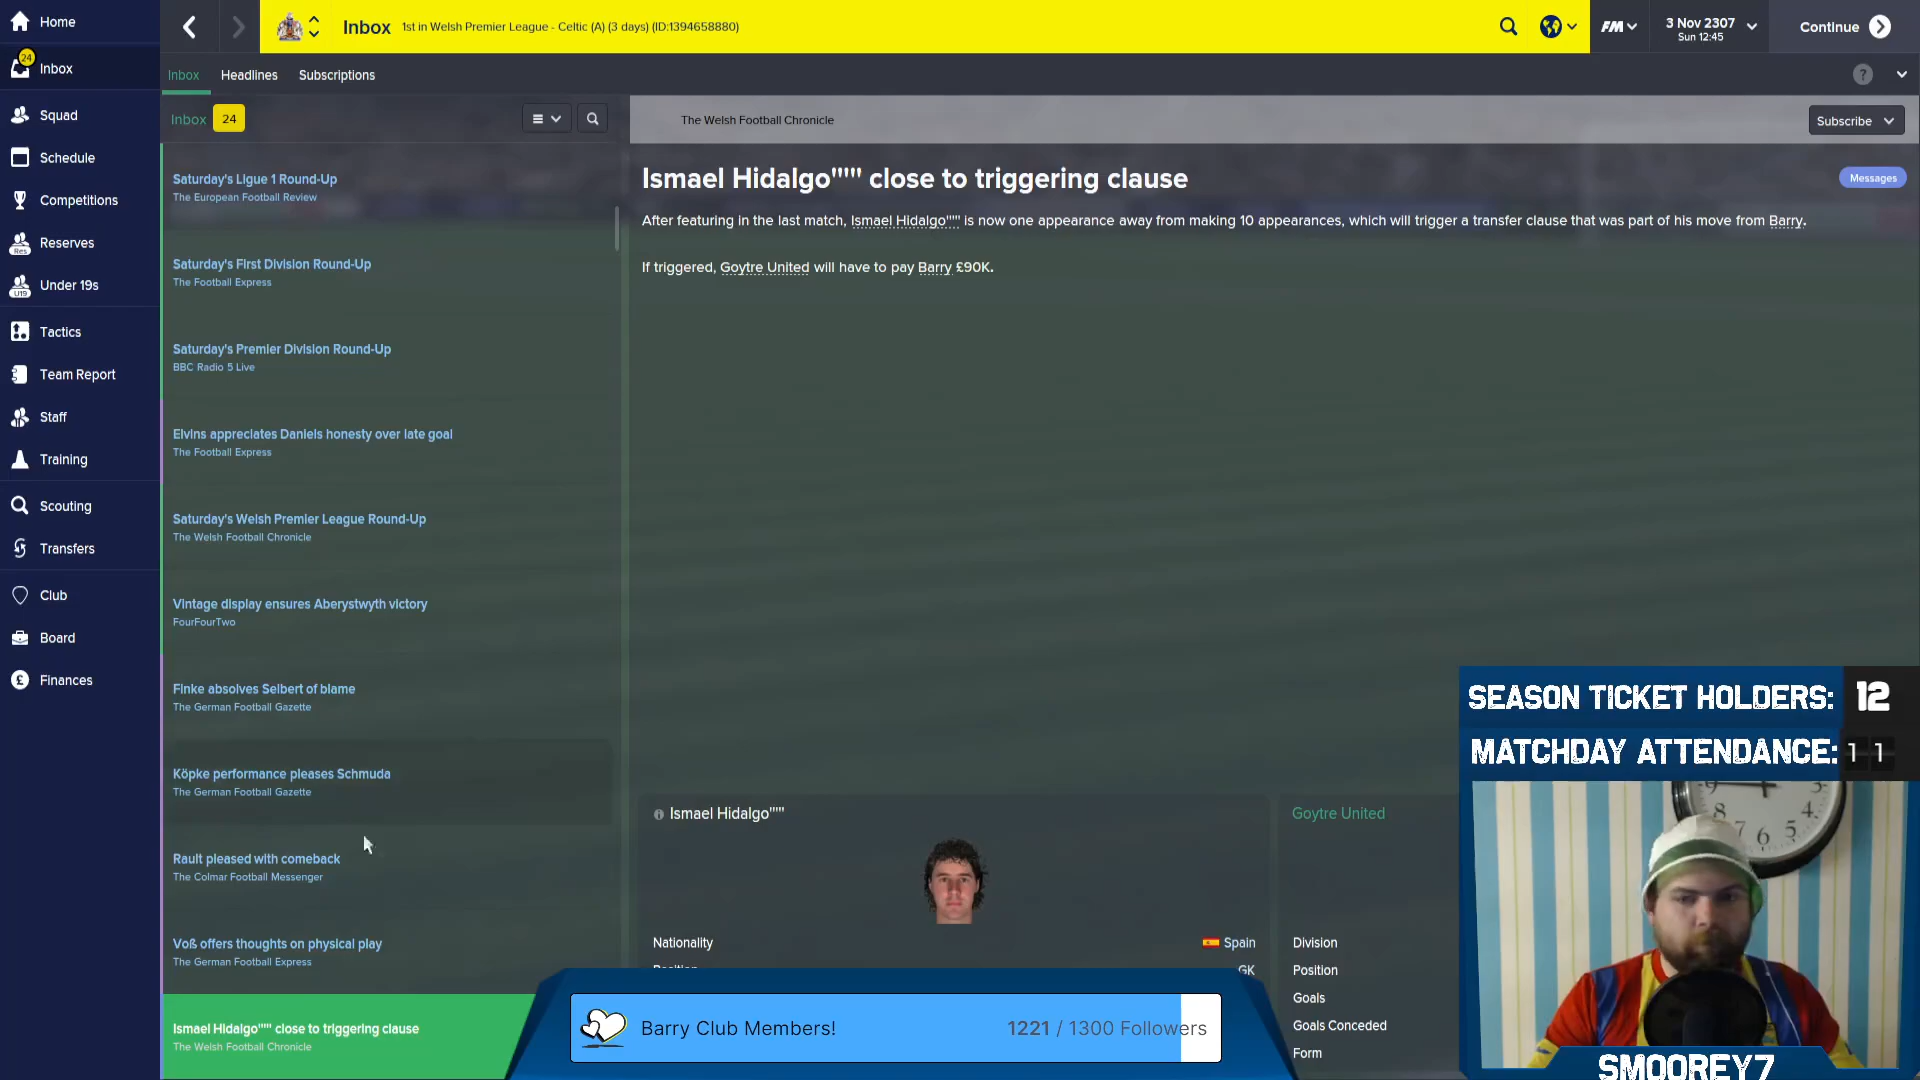 Home
24
Inbox
Squad
Schedule
Competitions
Res
Reserves
U19
Under 19s
Tactics
Team Report
Staff
Training
Scouting
Transfers
Club
Board
£
Finances
Inbox
1st in Welsh Premier League - Celtic (A) (3 days) (ID:1394658880)
FM
3 Nov 2307
Sun 12:45
Continue
Inbox
Headlines
Subscriptions
?
Inbox
24
Saturday's Ligue 1 Round-Up
The European Football Review
Saturday's First Division Round-Up
The Football Express
Saturday's Premier Division Round-Up
BBC Radio 5 Live
Elvins appreciates Daniels honesty over late goal
The Football Express
Saturday's Welsh Premier League Round-Up
The Welsh Football Chronicle
Vintage display ensures Aberystwyth victory
FourFourTwo
Finke absolves Seibert of blame
The German Football Gazette
Köpke performance pleases Schmuda
The German Football Gazette
Rault pleased with comeback
The Colmar Football Messenger
Voß offers thoughts on physical play
The German Football Express
Ismael Hidalgo""" close to triggering clause
The Welsh Football Chronicle
The Welsh Football Chronicle
Subscribe
Ismael Hidalgo""" close to triggering clause
Messages
After featuring in the last match, Ismael Hidalgo""" is now one appearance away from making 10 appearances, which will trigger a transfer clause that was part of his move from Barry.
If triggered, Goytre United will have to pay Barry £90K.
Ismael Hidalgo"""
Nationality
Spain
Position
GK
Goytre United
Division
Position
Goals
Goals Conceded
Form
SEASON TICKET HOLDERS: 12
MATCHDAY ATTENDANCE: 11
Barry Club Members!
1221 / 1300 Followers
SMOOREY7